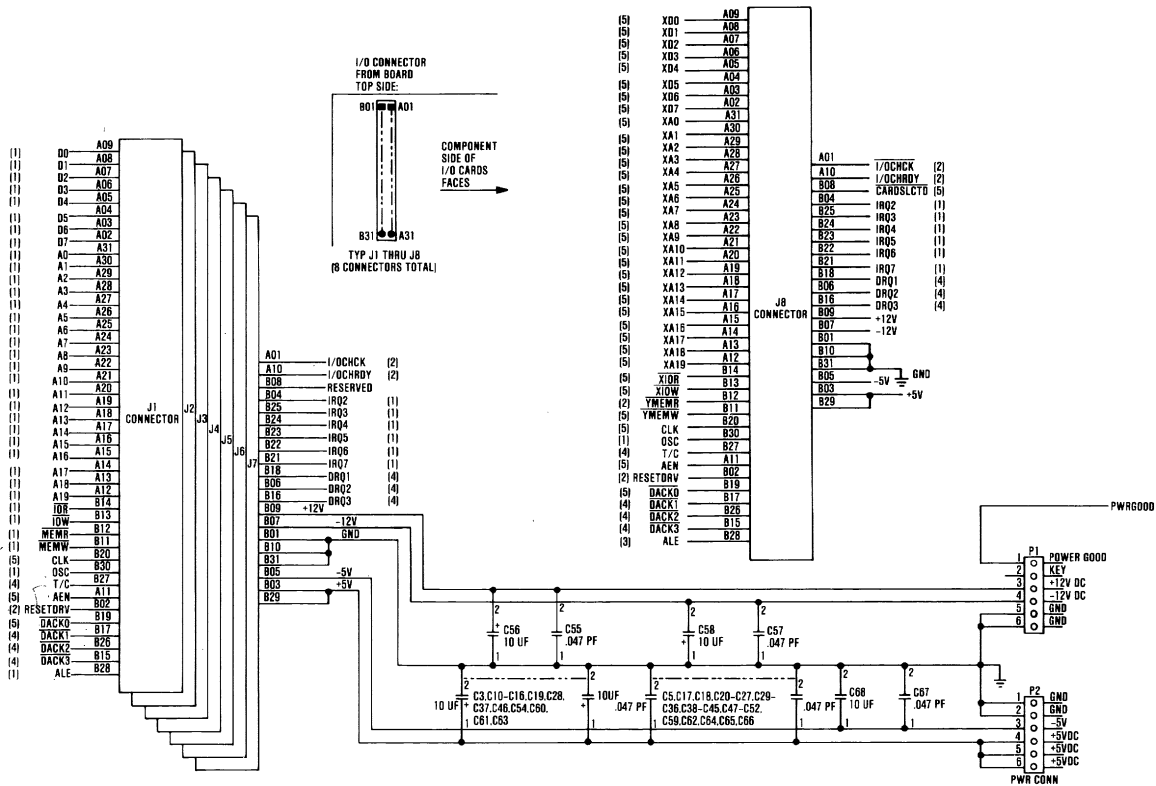 I/O CONNECTOR
FROM BOARD
TOP SIDE:
B01 A01
COMPONENT
SIDE OF
I/O CARDS
FACES
B31 A31
TYP J1 THRU J8
(8 CONNECTORS TOTAL)
(1) D0 A09
(1) D1 A08
(1) D2 A07
(1) D3 A06
(1) D4 A05
(1) D5 A04
(1) D6 A03
(1) D7 A02
(1) A0 A31
(1) A1 A30
(1) A2 A29
(1) A3 A28
(1) A4 A27
(1) A5 A26
(1) A6 A25
(1) A7 A24
(1) A8 A23
(1) A9 A22
(1) A10 A21
(1) A11 A20
(1) A12 A19
(1) A13 A18
(1) A14 A17
(1) A15 A16
(1) A16 A15
(1) A17 A14
(1) A18 A13
(1) A19 A12
(1) IOR B14
(1) IOW B13
(1) MEMR B12
(1) MEMW B11
(5) CLK B20
(1) OSC B30
(4) T/C B27
(5) AEN A11
(2) RESETDRV B02
(5) DACK0 B19
(4) DACK1 B17
(4) DACK2 B26
(4) DACK3 B15
(1) ALE B28
J1
CONNECTOR
J2
J3
J4
J5
J6
J7
A01 I/OCHCK (2)
A10 I/OCHRDY (2)
B08 RESERVED
B04 IRQ2 (1)
B25 IRQ3 (1)
B24 IRQ4 (1)
B23 IRQ5 (1)
B22 IRQ6 (1)
B21 IRQ7 (1)
B18 DRQ1 (4)
B06 DRQ2 (4)
B16 DRQ3 (4)
B09 +12V
B07 -12V
B01 GND
B10
B31
B05 -5V
B03 +5V
B29
(5) XD0 A09
(5) XD1 A08
(5) XD2 A07
(5) XD3 A06
(5) XD4 A05
(5) XD5 A04
(5) XD6 A03
(5) XD7 A02
(5) XA0 A31
(5) XA1 A30
(5) XA2 A29
(5) XA3 A28
(5) XA4 A27
(5) XA5 A26
(5) XA6 A25
(5) XA7 A24
(5) XA8 A23
(5) XA9 A22
(5) XA10 A21
(5) XA11 A20
(5) XA12 A19
(5) XA13 A18
(5) XA14 A17
(5) XA15 A16
(5) XA16 A15
(5) XA17 A14
(5) XA18 A13
(5) XA19 A12
(5) XIOR B14
(5) XIOW B13
(2) YMEMR B12
(5) YMEMW B11
(5) CLK B20
(1) OSC B30
(4) T/C B27
(5) AEN A11
(2) RESETDRV B02
(5) DACK0 B19
(4) DACK1 B17
(4) DACK2 B26
(4) DACK3 B15
(3) ALE B28
J8
CONNECTOR
A01 I/OCHCK (2)
A10 I/OCHRDY (2)
B08 CARDSLCTD (5)
B04 IRQ2 (1)
B25 IRQ3 (1)
B24 IRQ4 (1)
B23 IRQ5 (1)
B22 IRQ6 (1)
B21 IRQ7 (1)
B18 DRQ1 (4)
B06 DRQ2 (4)
B16 DRQ3 (4)
B09 +12V
B07 -12V
B01
B10
B31 GND
B05 -5V
B03 +5V
B29
PWRGOOD
P1
1 POWER GOOD
2 KEY
3 +12V DC
4 -12V DC
5 GND
6 GND
2 + C56 10 UF 1
2 C55 .047 PF 1
2 C58 10 UF + 1
2 C57 .047 PF 1
2 10 UF + 1
C3,C10-C16,C19,C28,
C37,C46,C54,C60,
C61,C63
2 10UF + 1
2 .047 PF 1
C5,C17,C18,C20-C27,C29-
C36,C38-C45,C47-C52,
C59,C62,C64,C65,C66
2 .047 PF 1
2 C68 10 UF + 1
2 C67 .047 PF 1
P2
1 GND
2 GND
3 -5V
4 +5VDC
5 +5VDC
6 +5VDC
PWR CONN